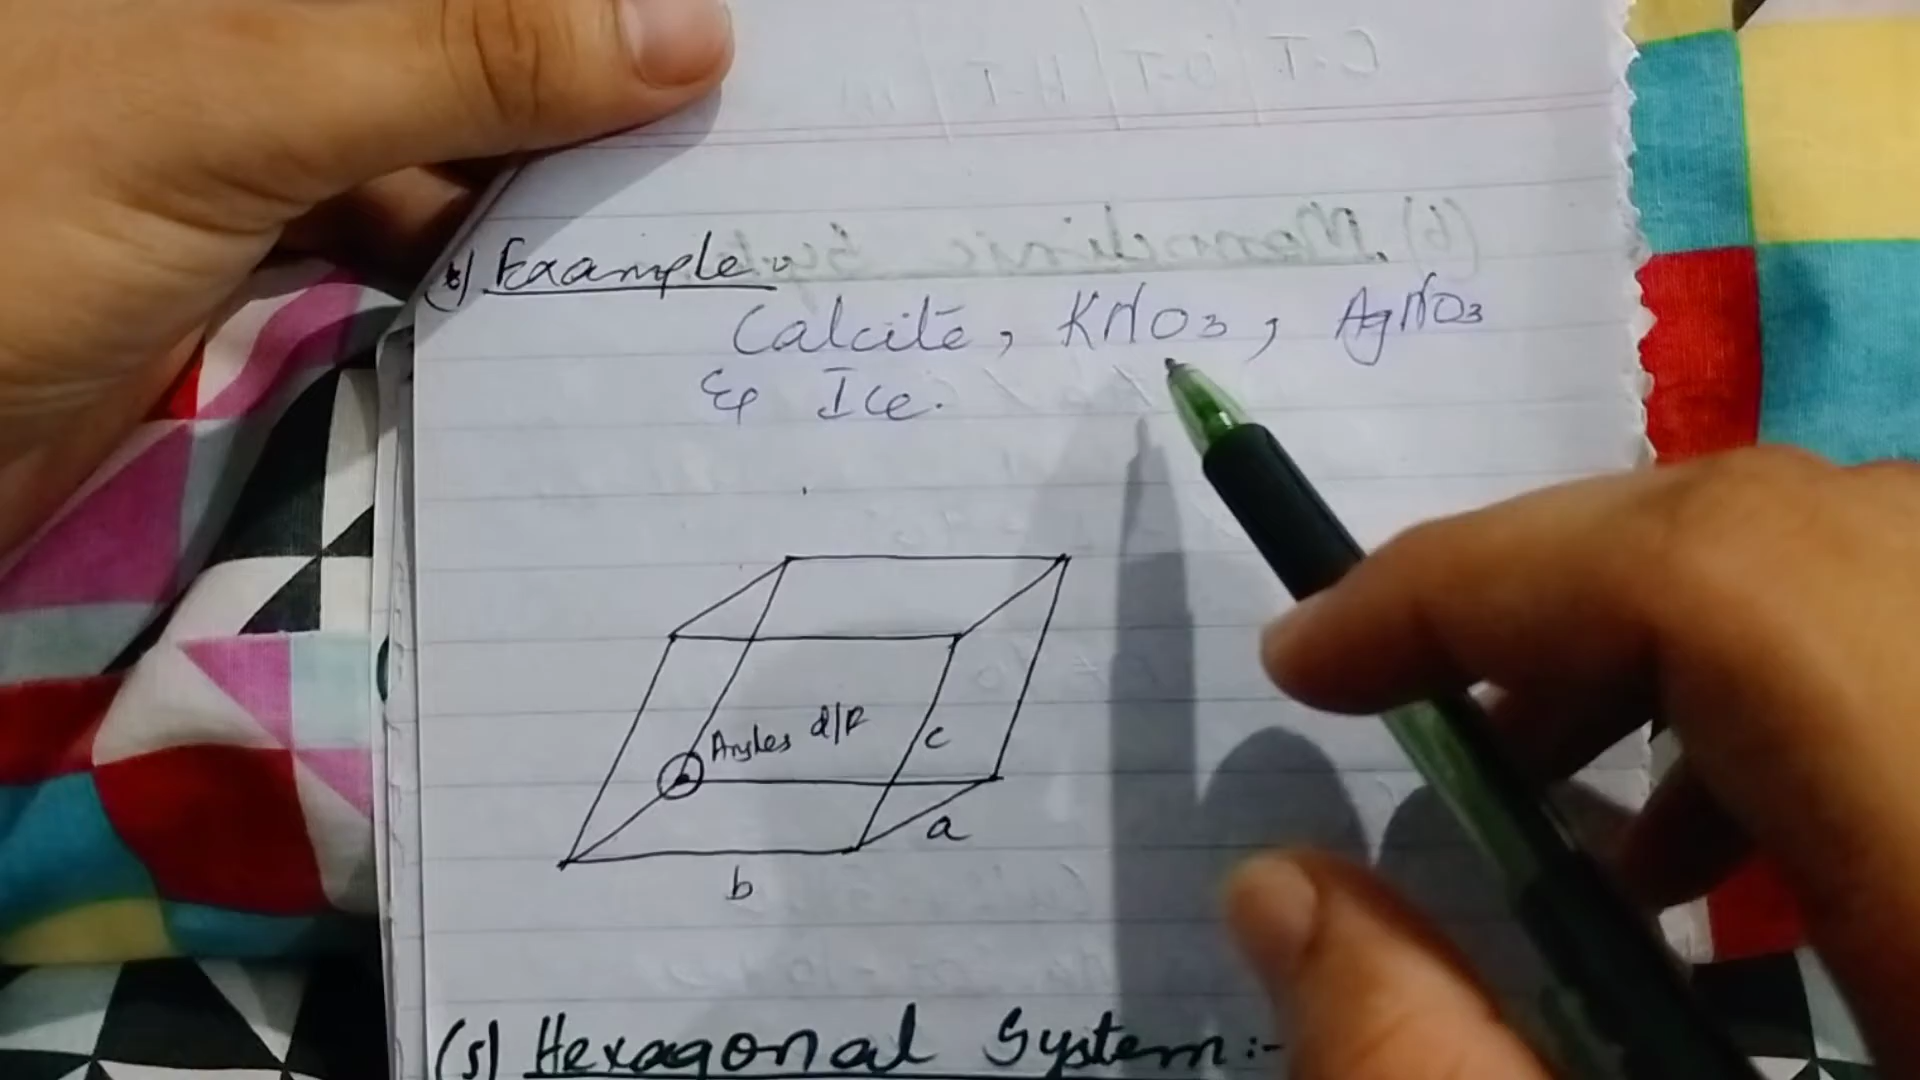 Example :-
Calcite, KNO3, AgNO3
& Ice.
Angles
c
a
b
(5) Hexagonal System:-